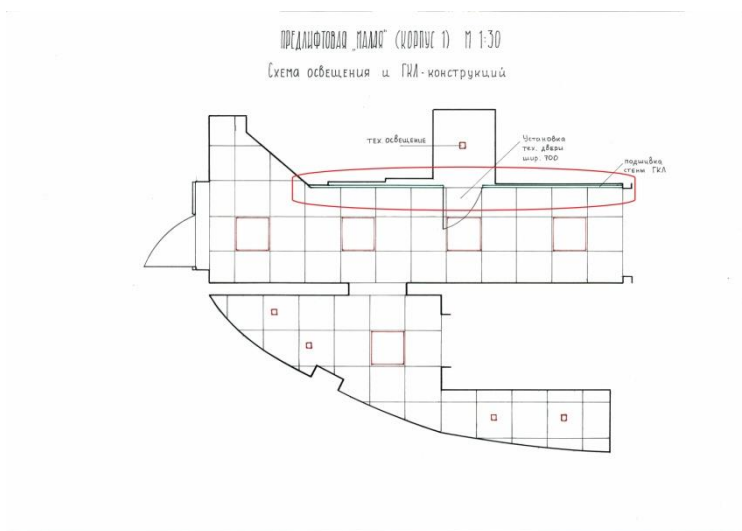 ПРЕДЛИФТОВАЯ „МАЛАЯ" (КОРПУС 1) М 1:30
Схема освещения и ГКЛ-конструкций
ТЕХ. ОСВЕЩЕНИЕ
Установка
тех. двери
шир. 700
подшивка
стены ГКЛ